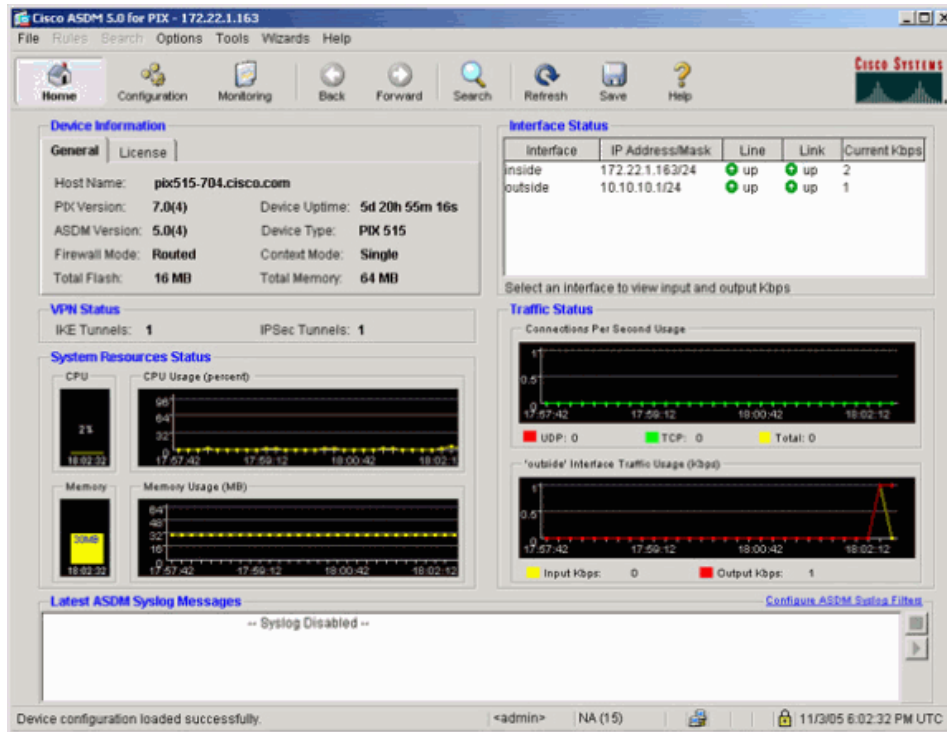 Cisco ASDM 5.0 for PIX - 172.22.1.163
File Rules Search Options Tools Wizards Help
Home Configuration Monitoring Back Forward Search Refresh Save Help
CISCO SYSTEMS
Device Information
General License
Host Name: pix515-704.cisco.com
PIX Version: 7.0(4) Device Uptime: 5d 20h 55m 16s
ASDM Version: 5.0(4) Device Type: PIX 515
Firewall Mode: Routed Context Mode: Single
Total Flash: 16 MB Total Memory: 64 MB
Interface Status
Interface IP Address/Mask Line Link Current Kbps
inside 172.22.1.163/24 up up 2
outside 10.10.10.1/24 up up 1
Select an interface to view input and output Kbps
VPN Status
IKE Tunnels: 1 IPSec Tunnels: 1
System Resources Status
CPU
2%
18:02:32
CPU Usage (percent)
96
64
32
0
17:57:42 17:59:12 18:00:42 18:02:1
Memory
30MB
18:02:32
Memory Usage (MB)
64
48
32
16
0
17:57:42 17:59:12 18:00:42 18:02:12
Traffic Status
Connections Per Second Usage
1
0.5
0
17:57:42 17:59:12 18:00:42 18:02:12
UDP: 0 TCP: 0 Total: 0
'outside' Interface Traffic Usage (Kbps)
1
0.5
0
17:57:42 17:59:12 18:00:42 18:02:12
Input Kbps: 0 Output Kbps: 1
Latest ASDM Syslog Messages
Configure ASDM Syslog Filters
-- Syslog Disabled --
Device configuration loaded successfully. <admin> NA (15) 11/3/05 6:02:32 PM UTC